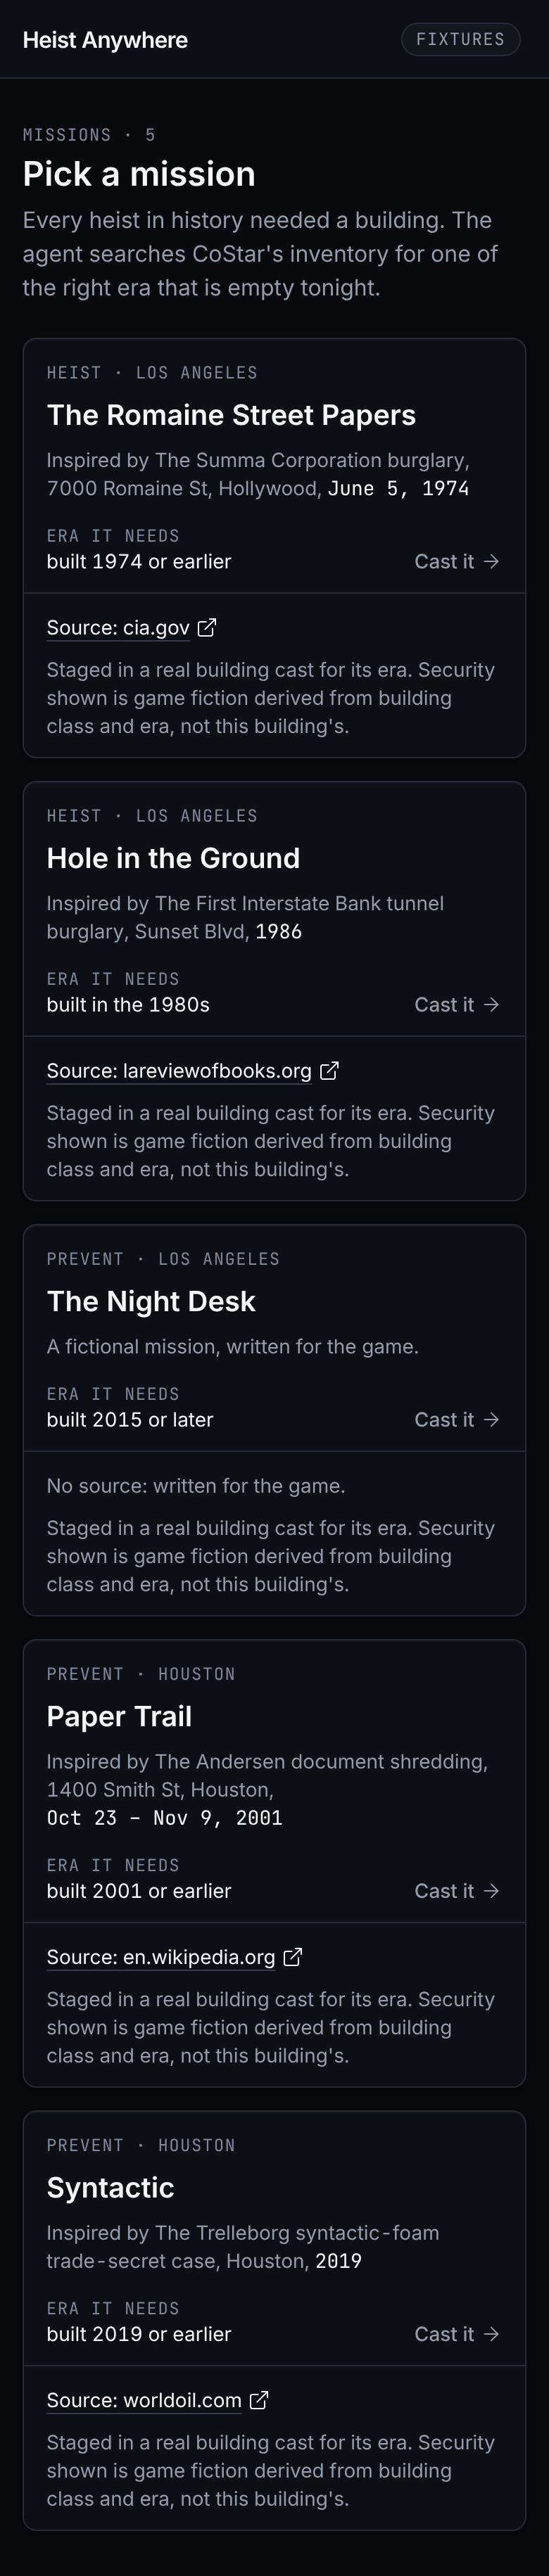 Heist Anywhere
FIXTURES
MISSIONS · 5
Pick a mission
Every heist in history needed a building. The
agent searches CoStar's inventory for one of
the right era that is empty tonight.
HEIST · LOS ANGELES
The Romaine Street Papers
Inspired by The Summa Corporation burglary,
7000 Romaine St, Hollywood, June 5, 1974
ERA IT NEEDS
built 1974 or earlier
Cast it →
Source: cia.gov
Staged in a real building cast for its era. Security
shown is game fiction derived from building
class and era, not this building's.
HEIST · LOS ANGELES
Hole in the Ground
Inspired by The First Interstate Bank tunnel
burglary, Sunset Blvd, 1986
ERA IT NEEDS
built in the 1980s
Cast it →
Source: lareviewofbooks.org
Staged in a real building cast for its era. Security
shown is game fiction derived from building
class and era, not this building's.
PREVENT · LOS ANGELES
The Night Desk
A fictional mission, written for the game.
ERA IT NEEDS
built 2015 or later
Cast it →
No source: written for the game.
Staged in a real building cast for its era. Security
shown is game fiction derived from building
class and era, not this building's.
PREVENT · HOUSTON
Paper Trail
Inspired by The Andersen document shredding,
1400 Smith St, Houston,
Oct 23 – Nov 9, 2001
ERA IT NEEDS
built 2001 or earlier
Cast it →
Source: en.wikipedia.org
Staged in a real building cast for its era. Security
shown is game fiction derived from building
class and era, not this building's.
PREVENT · HOUSTON
Syntactic
Inspired by The Trelleborg syntactic-foam
trade-secret case, Houston, 2019
ERA IT NEEDS
built 2019 or earlier
Cast it →
Source: worldoil.com
Staged in a real building cast for its era. Security
shown is game fiction derived from building
class and era, not this building's.